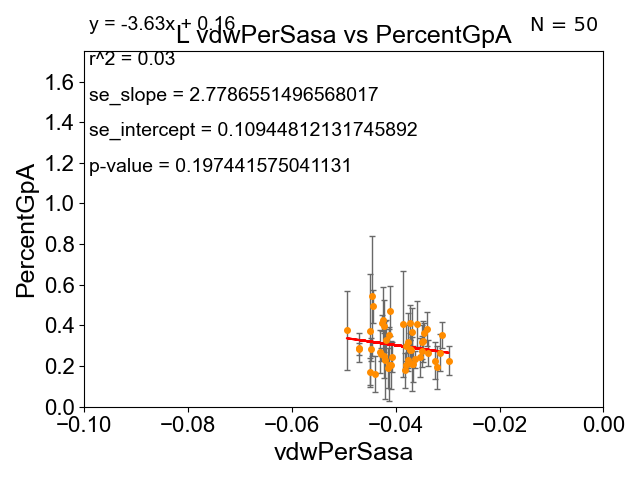 y = -3.63x + 0.16
N = 50
L vdwPerSasa vs PercentGpA
r^2 = 0.03
se_slope = 2.7786551496568017
se_intercept = 0.10944812131745892
p-value = 0.197441575041131
PercentGpA
1.6
1.4
1.2
1.0
0.8
0.6
0.4
0.2
0.0
−0.10
−0.08
−0.06
−0.04
−0.02
0.00
vdwPerSasa